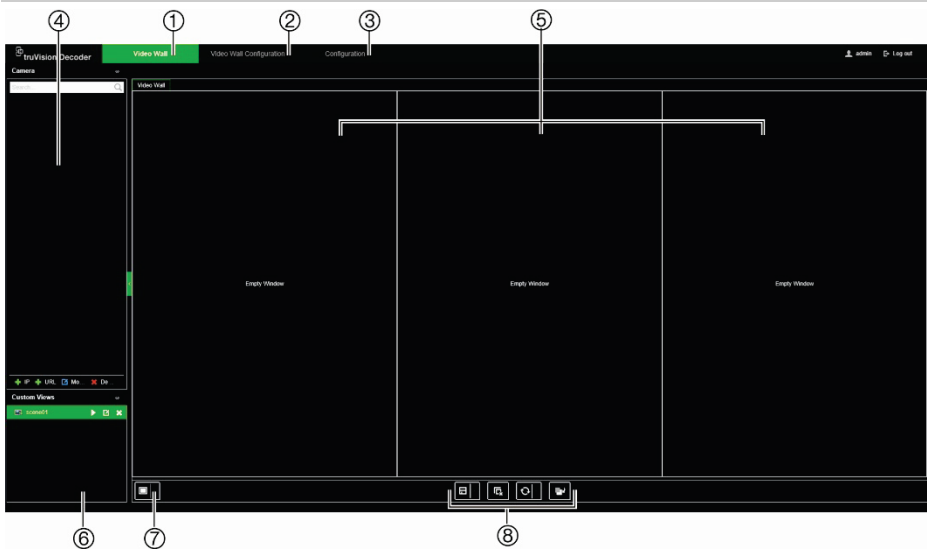 ④ ① ② ③ ⑤
truVision Decoder Video Wall Video Wall Configuration Configuration admin Log out
Camera
Search
Video Wall
Empty Window Empty Window Empty Window
IP URL Mo... De...
Custom Views
scene01
⑥ ⑦ ⑧